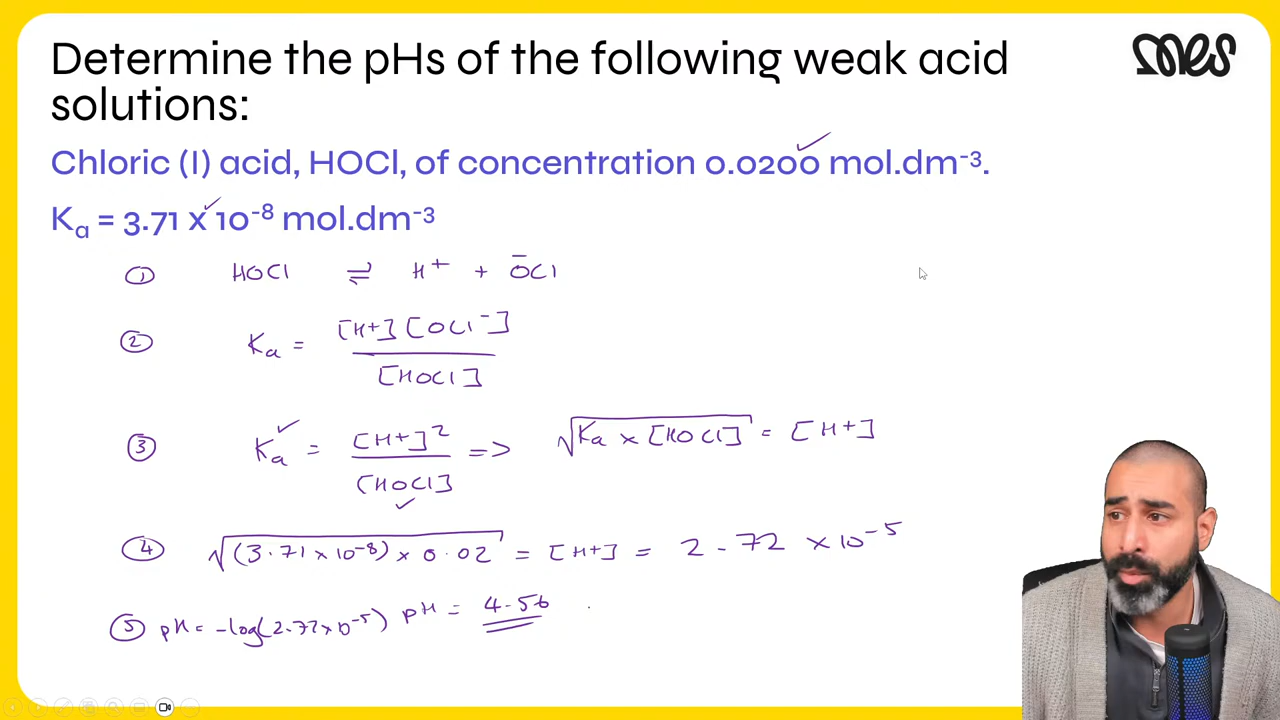 Determine the pHs of the following weak acid
solutions:
MES
Chloric (I) acid, HOCl, of concentration 0.0200 mol.dm⁻³.
Kₐ = 3.71 x 10⁻⁸ mol.dm⁻³
① HOCl ⇌ H⁺ + ⁻OCl
② Kₐ = [H⁺][OCl⁻] / [HOCl]
③ Kₐ = [H⁺]² / [HOCl] => √(Kₐ × [HOCl]) = [H⁺]
④ √((3.71 × 10⁻⁸) × 0.02) = [H⁺] = 2.72 × 10⁻⁵
⑤ pH = -log(2.72×10⁻⁵) pH = 4.56